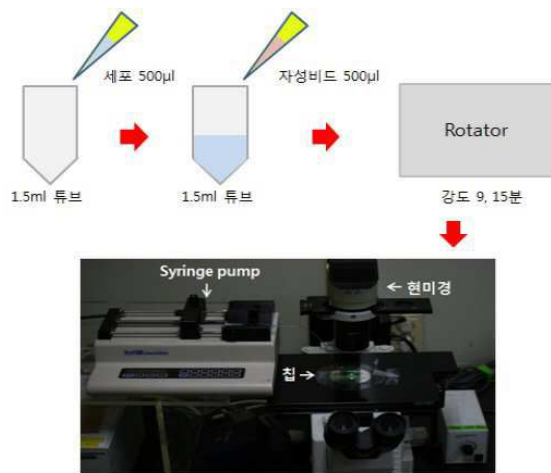 세포 500µl
자성비드 500µl
Rotator
1.5ml 튜브
1.5ml 튜브
강도 9, 15분
Syringe pump
↓
← 현미경
칩 →